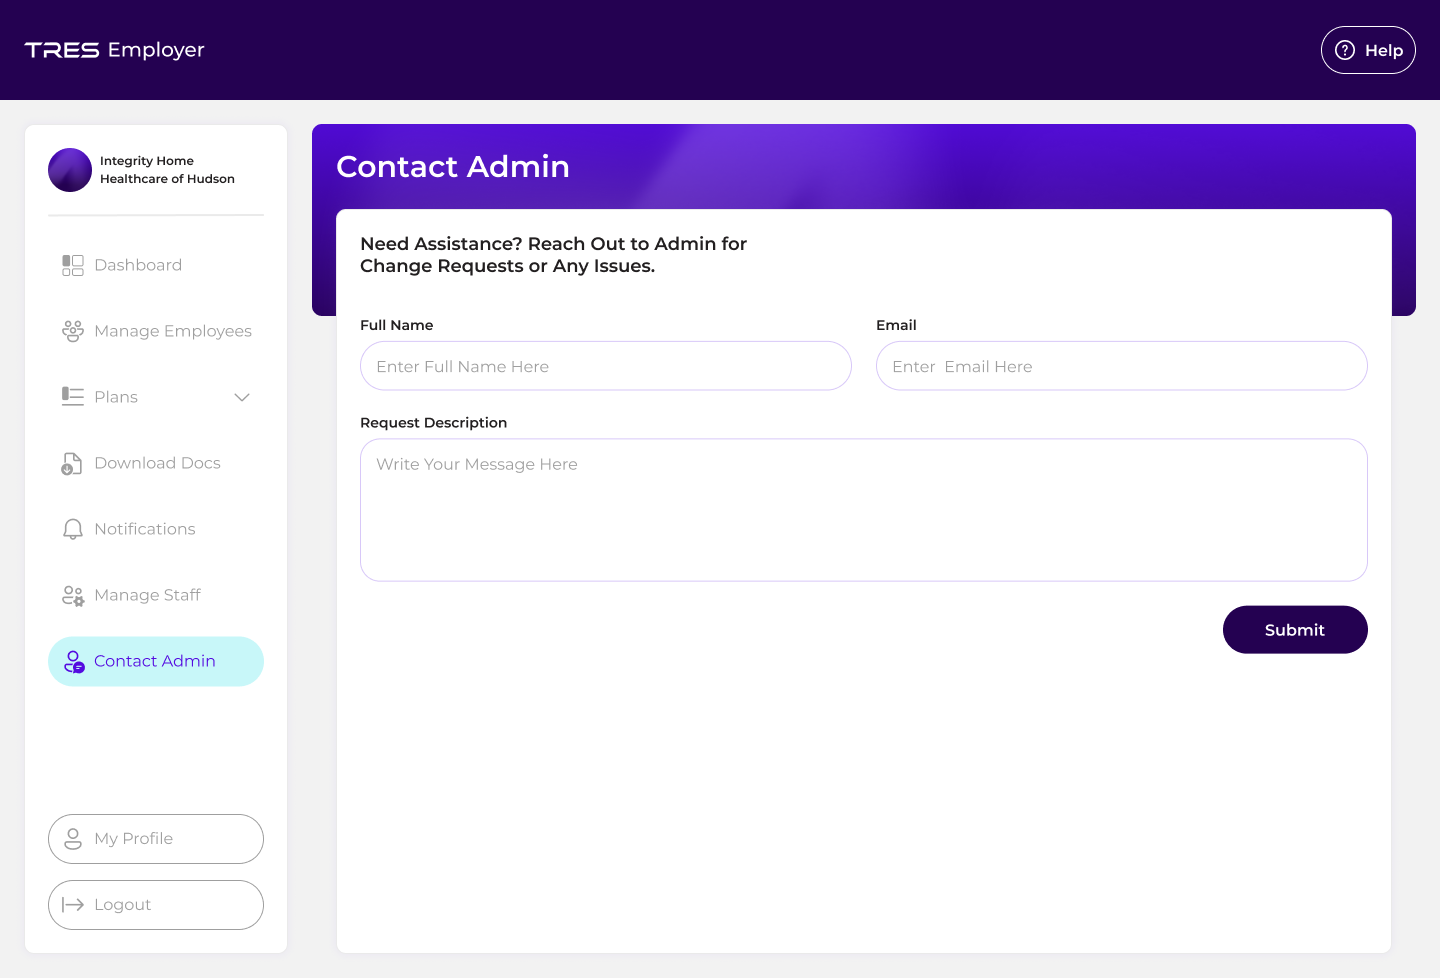 TRES Employer
Help
Integrity Home
Healthcare of Hudson
Dashboard
Manage Employees
Plans
Download Docs
Notifications
Manage Staff
Contact Admin
My Profile
Logout
Contact Admin
Need Assistance? Reach Out to Admin for
Change Requests or Any Issues.
Full Name
Enter Full Name Here
Email
Enter  Email Here
Request Description
Write Your Message Here
Submit